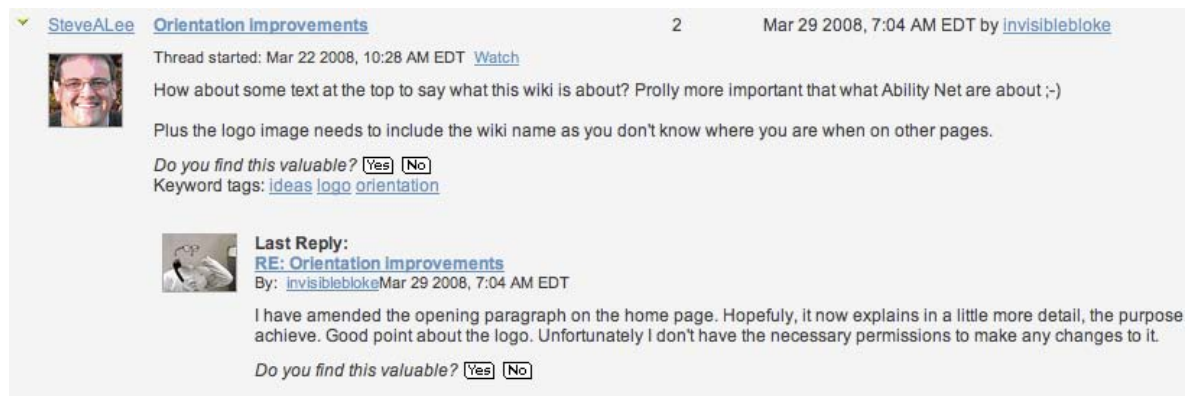 SteveALee Orientation Improvements 2 Mar 29 2008, 7:04 AM EDT by invisiblebloke
Thread started: Mar 22 2008, 10:28 AM EDT Watch
How about some text at the top to say what this wiki is about? Prolly more important that what Ability Net are about ;-)
Plus the logo image needs to include the wiki name as you don't know where you are when on other pages.
Do you find this valuable? Yes No
Keyword tags: ideas logo orientation
Last Reply:
RE: Orientation Improvements
By: invisibleblokeMar 29 2008, 7:04 AM EDT
I have amended the opening paragraph on the home page. Hopefuly, it now explains in a little more detail, the purpose
achieve. Good point about the logo. Unfortunately I don't have the necessary permissions to make any changes to it.
Do you find this valuable? Yes No